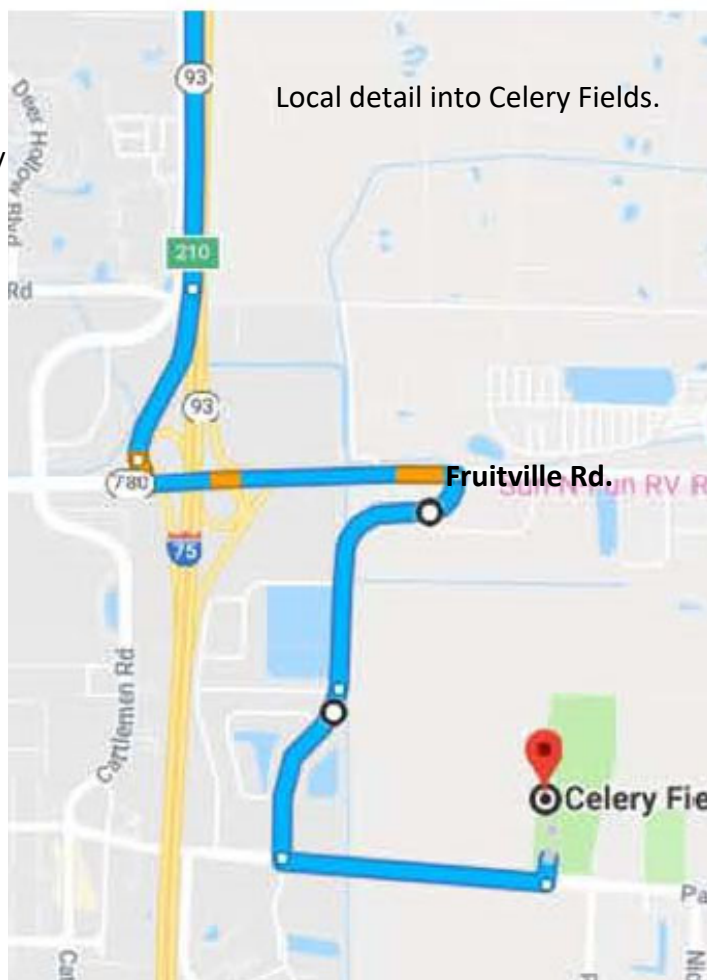 93
Local detail into Celery Fields.
Deer Hollow Blvd
y
210
Rd
93
780
Fruitville Rd.
Sun N Fun RV R
75
Cattlemen Rd
Celery Fie
Pa
Cat